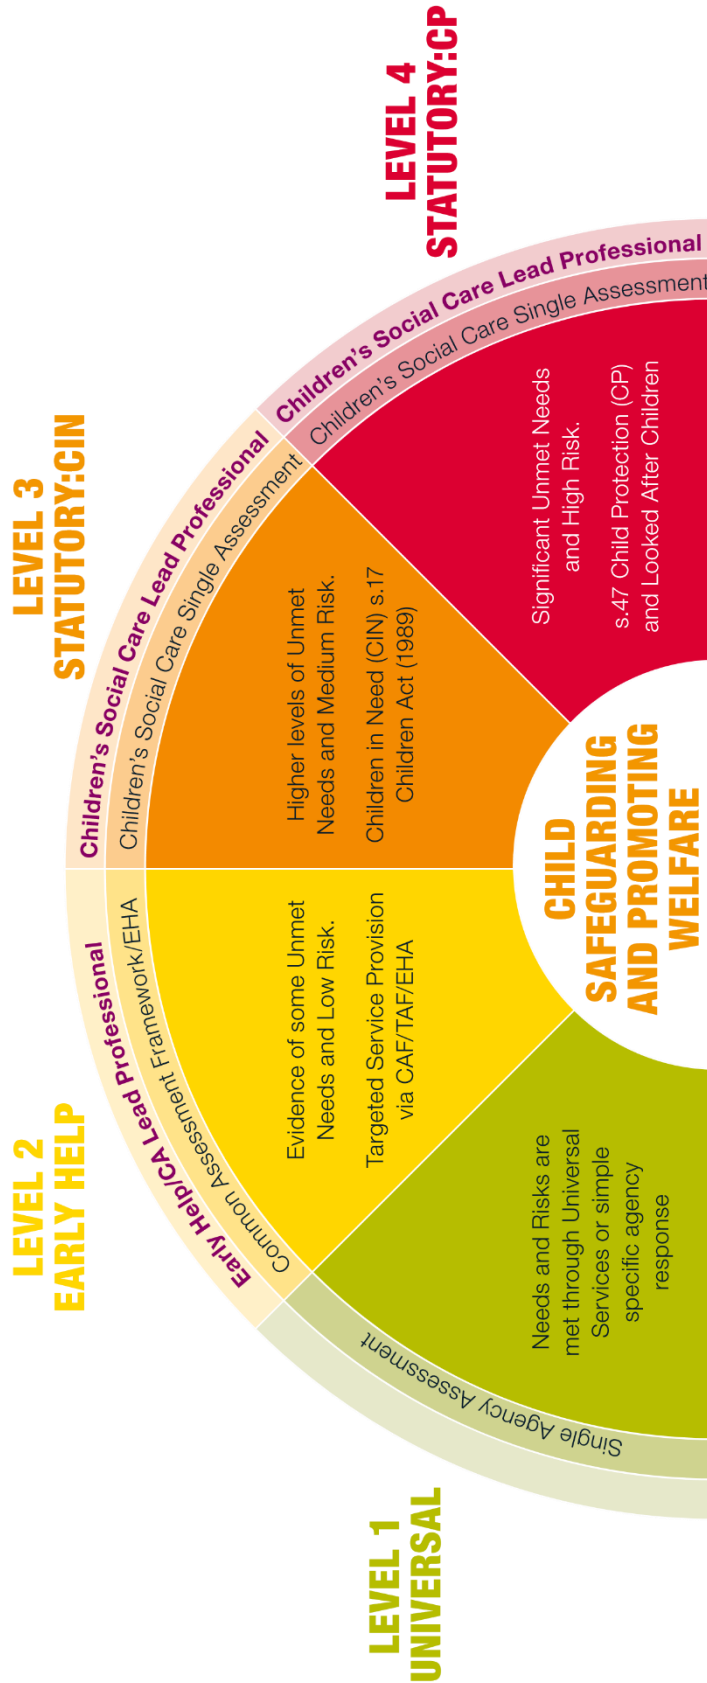 LEVEL 1
UNIVERSAL
Single Agency Assessment
Needs and Risks are
met through Universal
Services or simple
specific agency
response
LEVEL 2
EARLY HELP
Early Help/CA Lead Professional
Common Assessment Framework/EHA
Evidence of some Unmet
Needs and Low Risk.
Targeted Service Provision
via CAF/TAF/EHA
LEVEL 3
STATUTORY:CIN
Children's Social Care Lead Professional
Children's Social Care Single Assessment
Higher levels of Unmet
Needs and Medium Risk.
Children in Need (CIN) s.17
Children Act (1989)
LEVEL 4
STATUTORY:CP
Children's Social Care Lead Professional
Children's Social Care Single Assessment
Significant Unmet Needs
and High Risk.
s.47 Child Protection (CP)
and Looked After Children
CHILD
SAFEGUARDING
AND PROMOTING
WELFARE